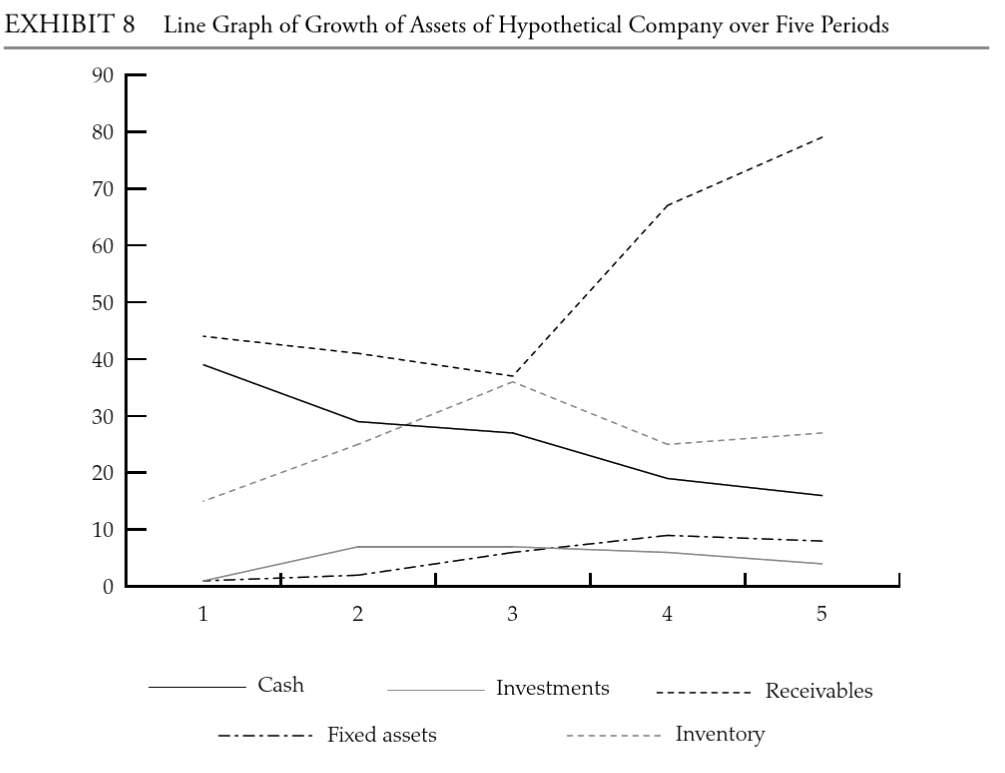 EXHIBIT 8 Line Graph of Growth of Assets of Hypothetical Company over Five Periods
90
80
70
60
50
40
30
20
10
0
1 2 3 4 5
Cash Investments Receivables
Fixed assets Inventory